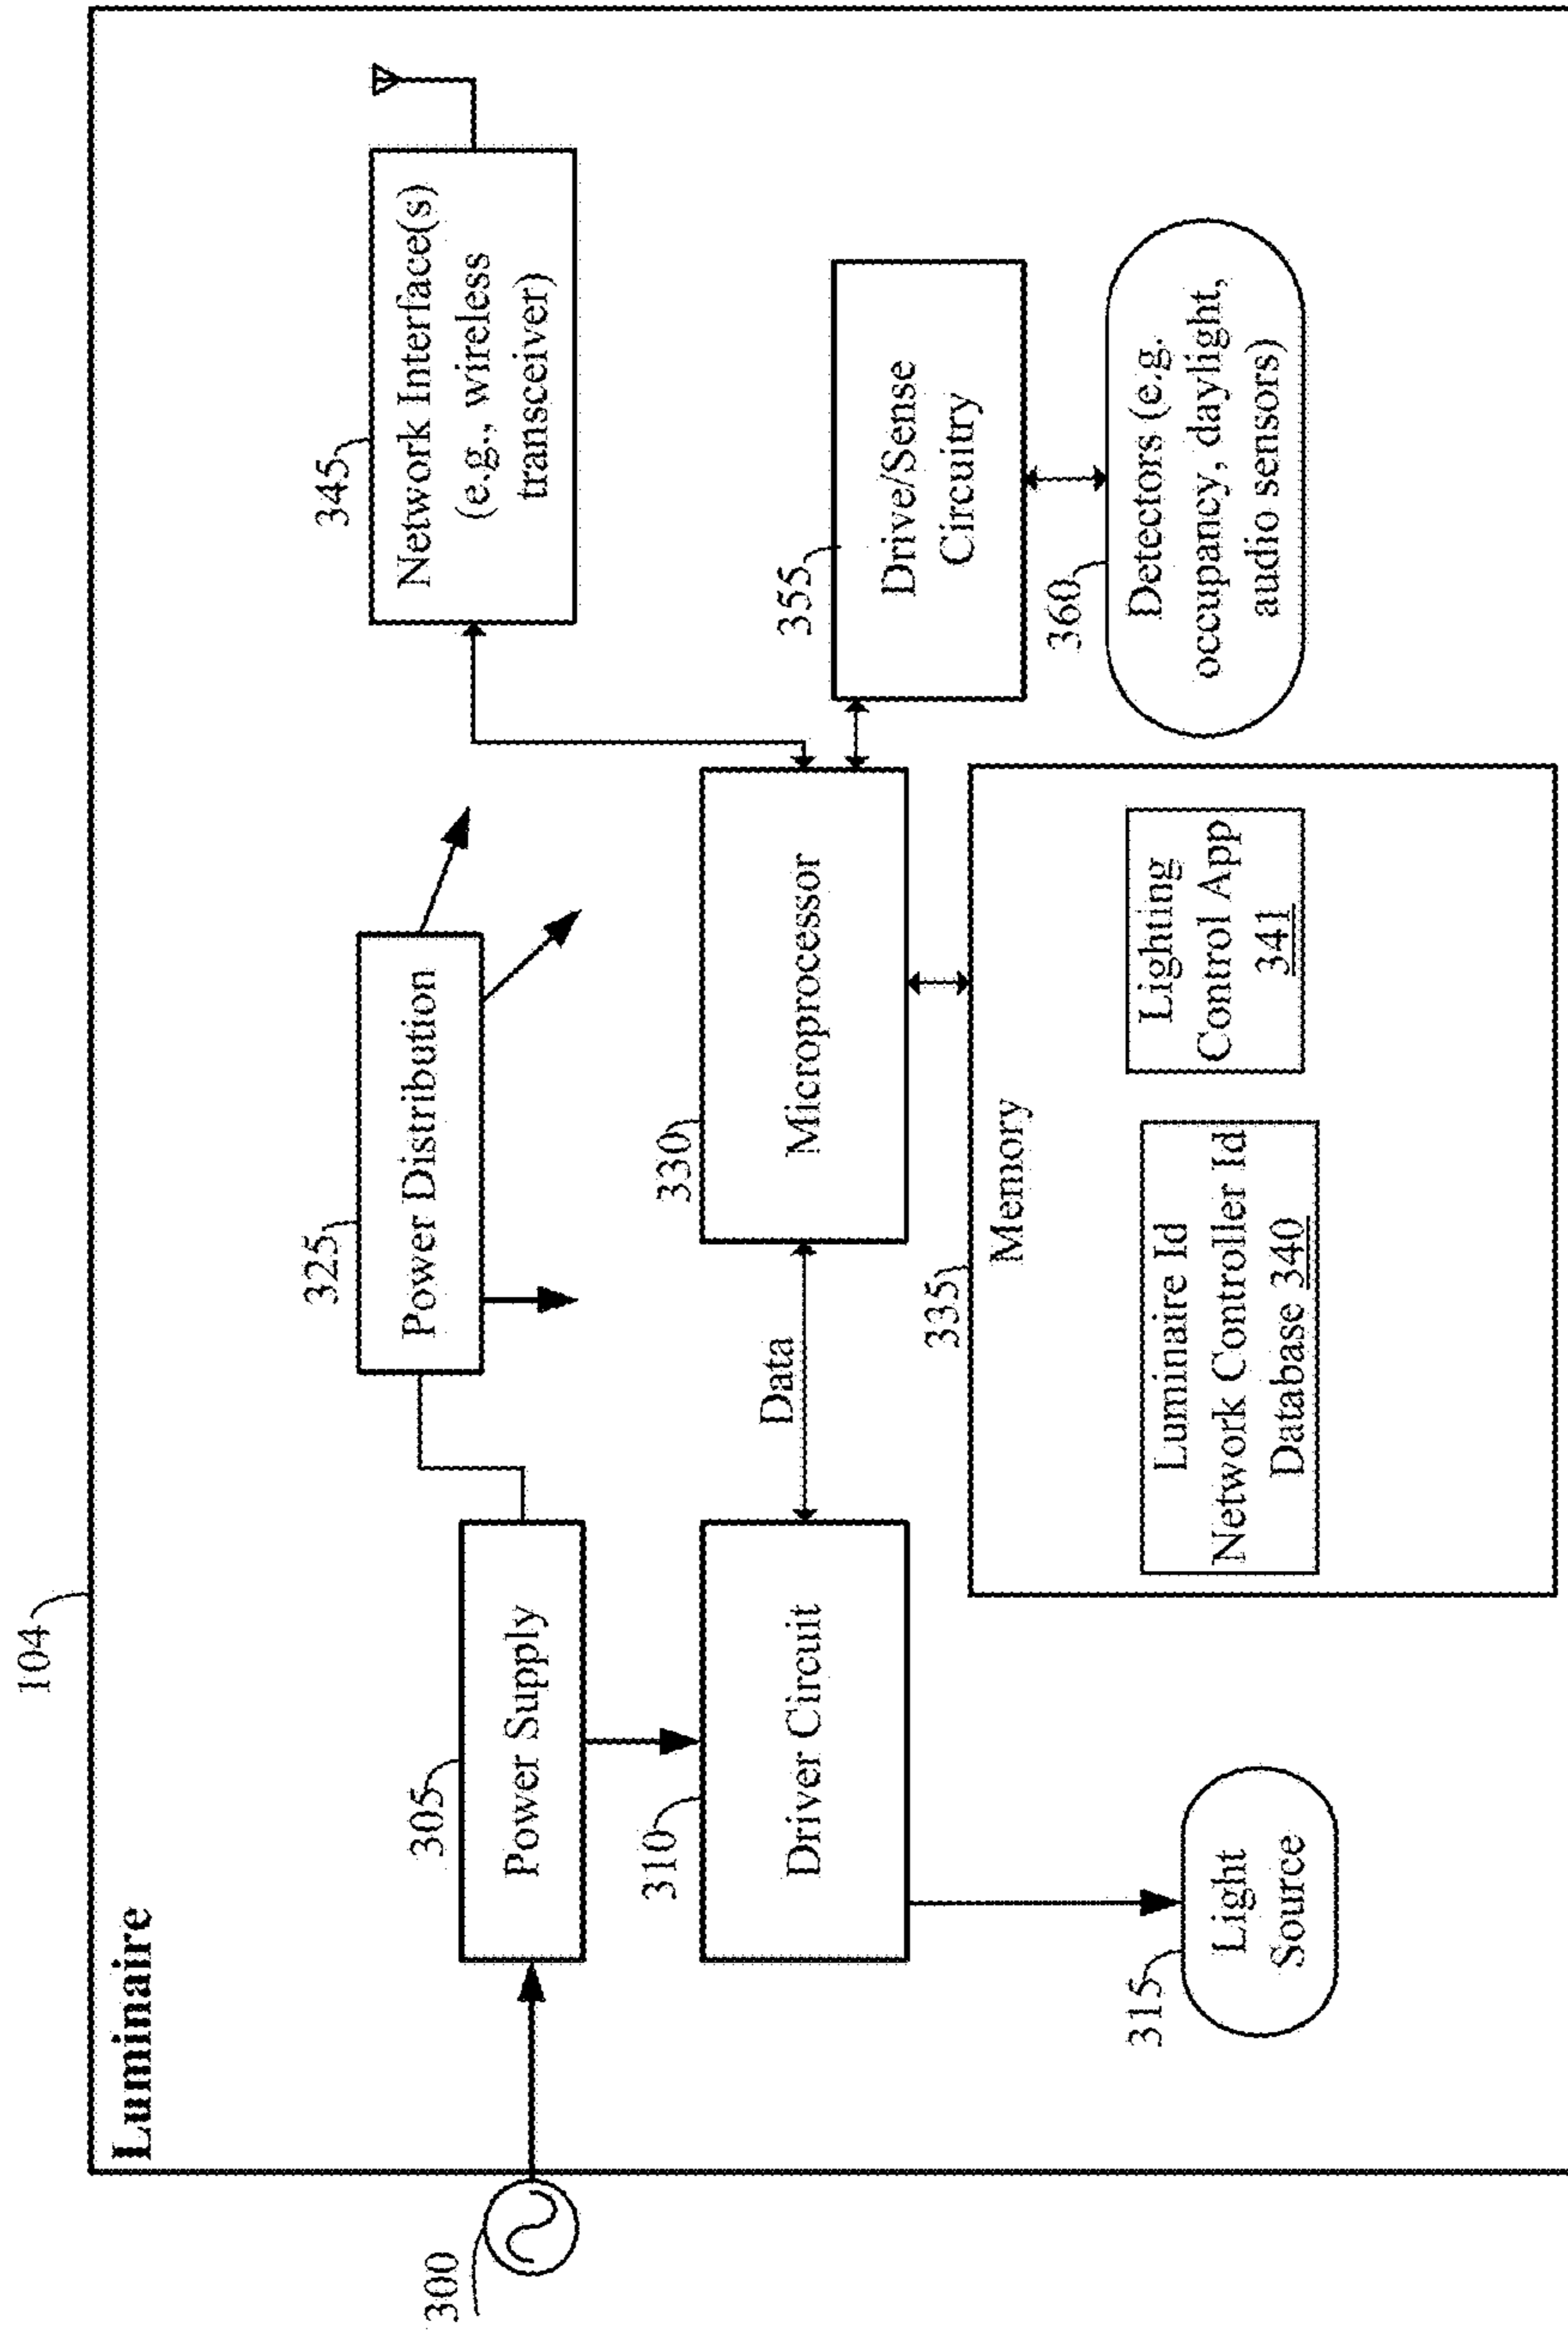 104
Luminaire
300
305
Power Supply
325
Power Distribution
345
Network Interface(s)
(e.g., wireless
transceiver)
310
Driver Circuit
Data
330
Microprocessor
355
Drive/Sense
Circuitry
315
Light
Source
335
Memory
Luminaire Id
Network Controller Id
Database 340
Lighting
Control App
341
360
Detectors (e.g.
occupancy, daylight,
audio sensors)